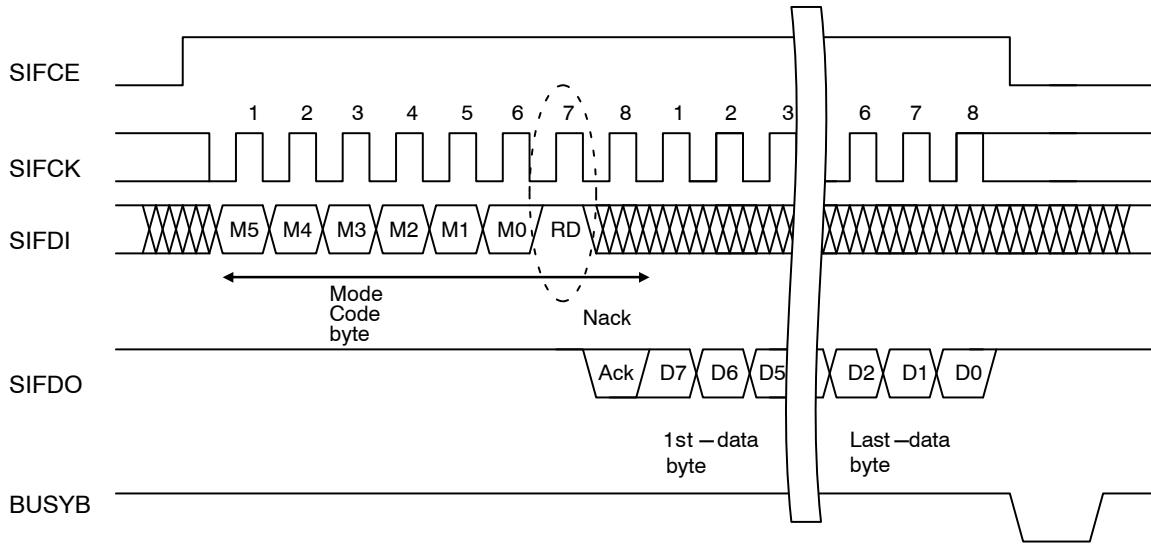 SIFCE
1 2 3 4 5 6 7 8 1 2 3 6 7 8
SIFCK
SIFDI M5 M4 M3 M2 M1 M0 RD
Mode
Code
byte
Nack
SIFDO Ack D7 D6 D5 D2 D1 D0
1st–data
byte
Last–data
byte
BUSYB